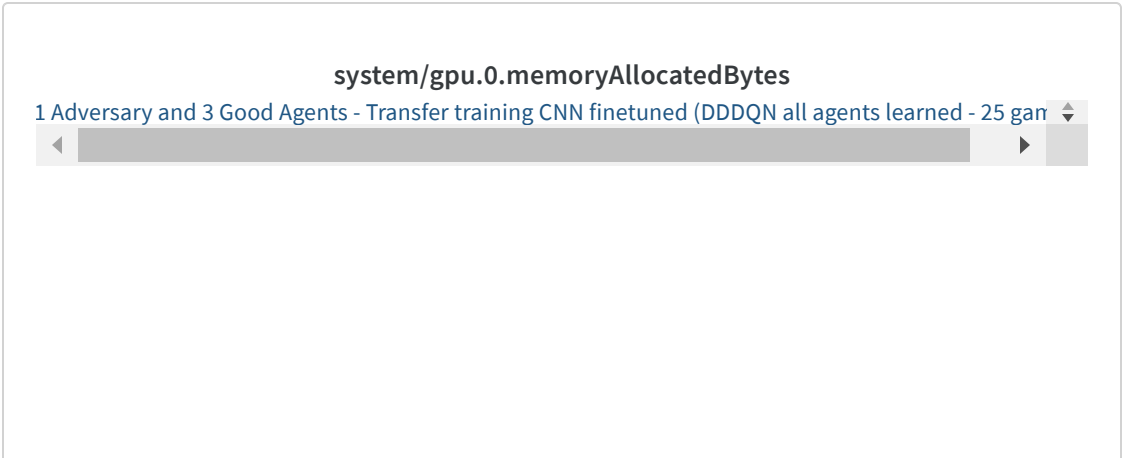 system/gpu.0.memoryAllocatedBytes
1 Adversary and 3 Good Agents - Transfer training CNN finetuned (DDDQN all agents learned - 25 gam